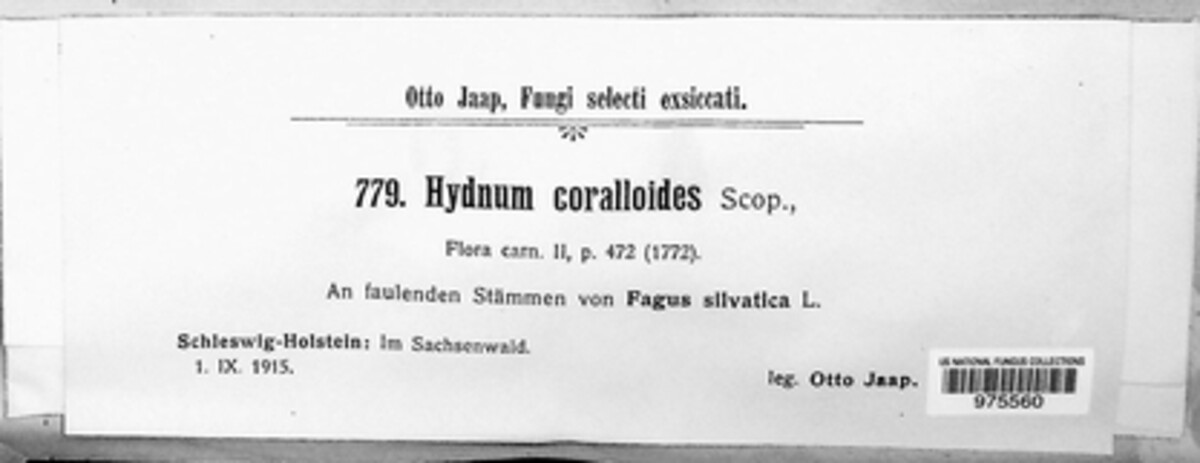 Otto Jaap, Fungi selecti exsiccati.
779. Hydnum coralloides Scop.,
Flora carn. II, p. 472 (1772).
An faulenden Stämmen von Fagus silvatica L.
Schleswig-Holstein: im Sachsenwald.
1. IX. 1915.
leg. Otto Jaap.
US NATIONAL FUNGUS COLLECTIONS
975560